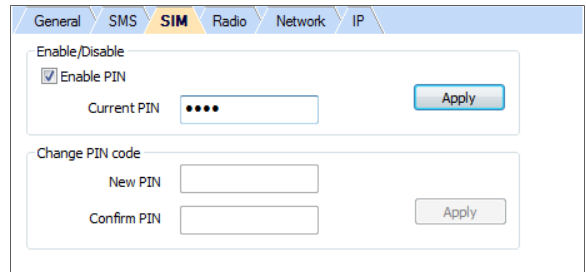 General SMS SIM Radio Network IP
Enable/Disable
Enable PIN
Current PIN ●●●● Apply
Change PIN code
New PIN
Confirm PIN Apply